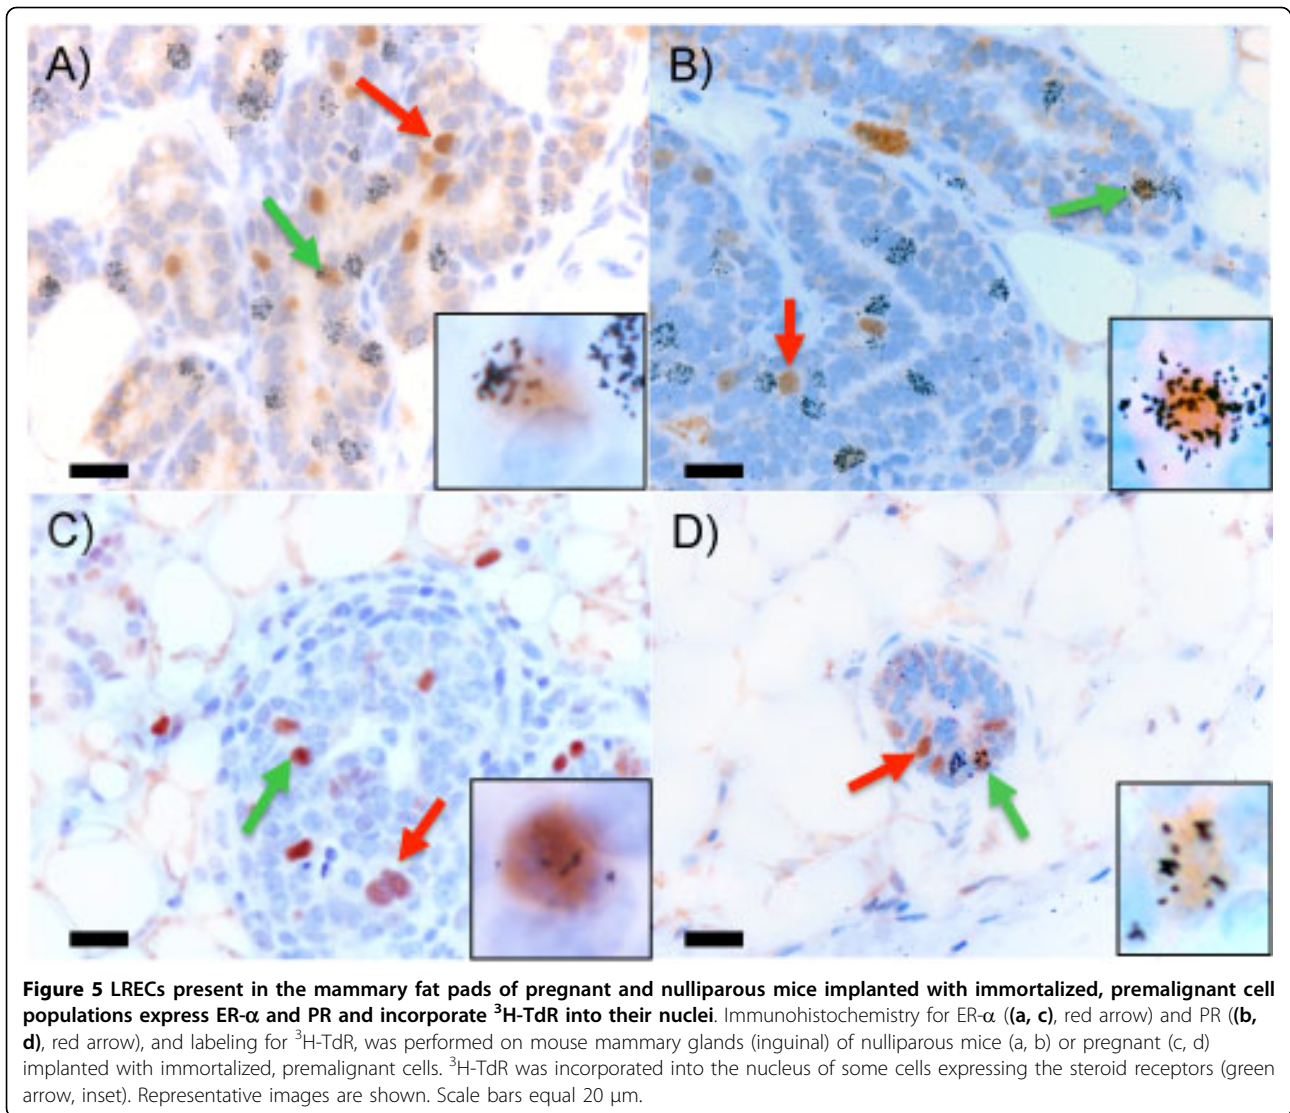 A)
B)
C)
D)
Figure 5 LRECs present in the mammary fat pads of pregnant and nulliparous mice implanted with immortalized, premalignant cell
populations express ER-α and PR and incorporate ³H-TdR into their nuclei. Immunohistochemistry for ER-α ((a, c), red arrow) and PR ((b,
d), red arrow), and labeling for ³H-TdR, was performed on mouse mammary glands (inguinal) of nulliparous mice (a, b) or pregnant (c, d)
implanted with immortalized, premalignant cells. ³H-TdR was incorporated into the nucleus of some cells expressing the steroid receptors (green
arrow, inset). Representative images are shown. Scale bars equal 20 μm.